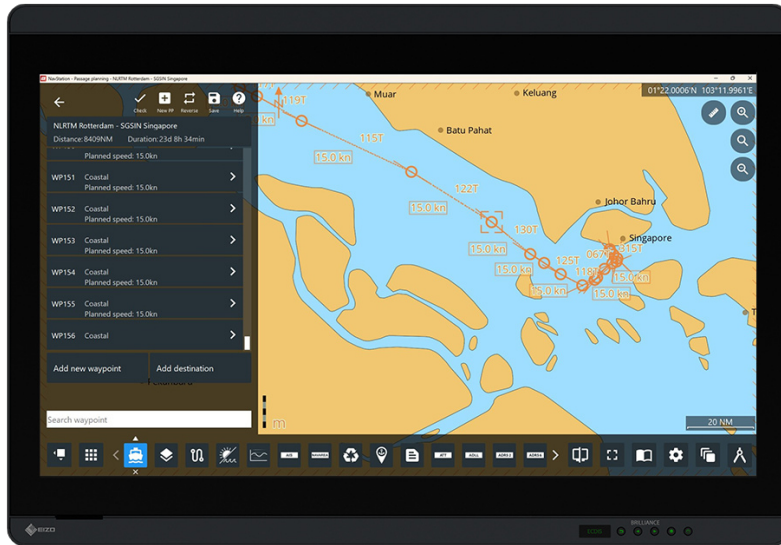 NavStation - Passage planning - NLRTM Rotterdam - SGSIN Singapore
Check New PP Reverse Save Help
NLRTM Rotterdam - SGSIN Singapore
Distance: 8409NM Duration: 23d 8h 34min
Planned speed: 15.0kn
WP151 Coastal
Planned speed: 15.0kn
WP152 Coastal
Planned speed: 15.0kn
WP153 Coastal
Planned speed: 15.0kn
WP154 Coastal
Planned speed: 15.0kn
WP155 Coastal
Planned speed: 15.0kn
WP156 Coastal
Add new waypoint Add destination
Search waypoint
01°22.0006'N 103°11.9961'E
Muar
Keluang
119T
Batu Pahat
115T
15.0 kn
122T
Johor Bahru
15.0 kn
130T
Singapore
15.0 kn
315T
067T
15.0 kn
125T
118T
15.0 kn
15.0 kn
15.0 kn
m
20 NM
AIS
ATT
EIZO
BRILLIANCE